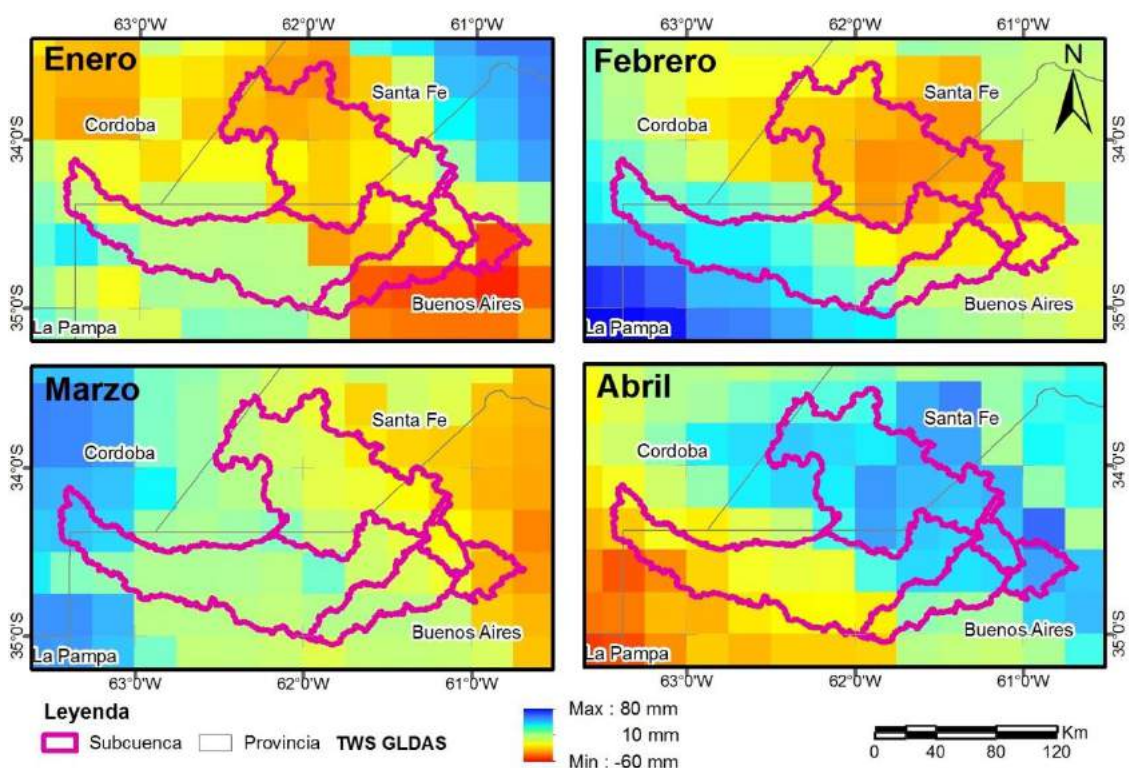 63°0'W 62°0'W 61°0'W 63°0'W 62°0'W 61°0'W
Enero
Santa Fe
Cordoba
34°0'S
35°0'S
Buenos Aires
La Pampa
Febrero
N
Santa Fe
Cordoba
34°0'S
35°0'S
Buenos Aires
La Pampa
Marzo
Santa Fe
Cordoba
34°0'S
35°0'S
Buenos Aires
La Pampa
Abril
Santa Fe
Cordoba
34°0'S
35°0'S
Buenos Aires
La Pampa
63°0'W 62°0'W 61°0'W 63°0'W 62°0'W 61°0'W
Leyenda
Subcuenca Provincia TWS GLDAS
Max : 80 mm
10 mm
Min : -60 mm
Km
0 40 80 120